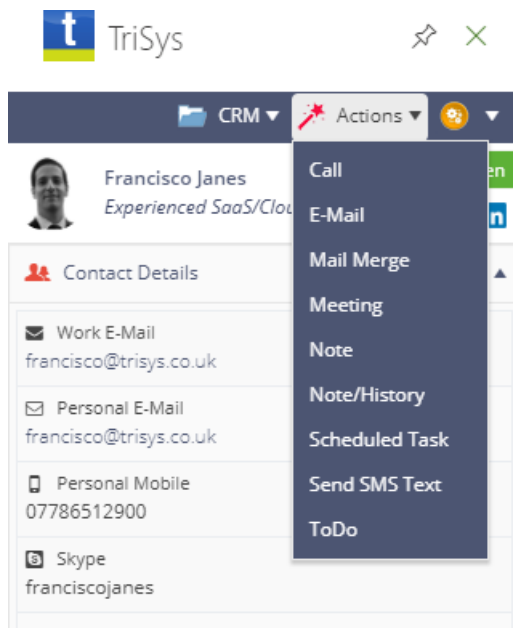 t TriSys
CRM Actions
Francisco Janes
Experienced SaaS/Clou
en
in
Contact Details
Work E-Mail
francisco@trisys.co.uk
Personal E-Mail
francisco@trisys.co.uk
Personal Mobile
07786512900
Skype
franciscojanes
Call
E-Mail
Mail Merge
Meeting
Note
Note/History
Scheduled Task
Send SMS Text
ToDo